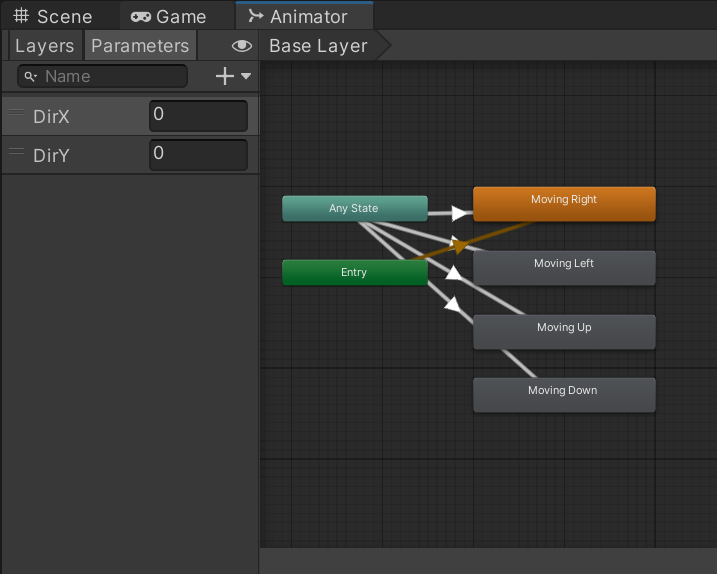 Scene Game Animator
Layers Parameters Base Layer
Name
DirX 0
DirY 0
Any State
Moving Right
Moving Left
Entry
Moving Up
Moving Down